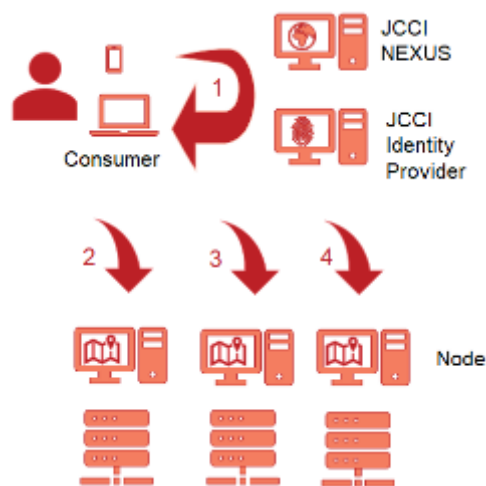 JCCI
NEXUS
1
JCCI
Identity
Provider
Consumer
2
3
4
Node